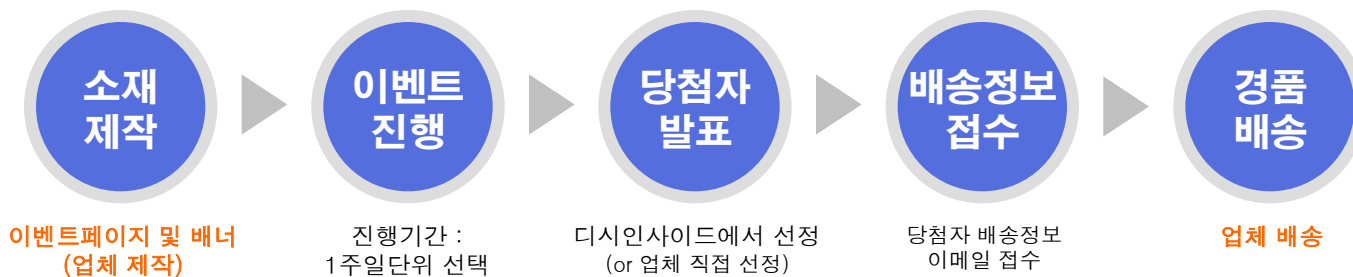 소재
제작
이벤트
진행
당첨자
발표
배송정보
접수
경품
배송
이벤트페이지 및 배너
(업체 제작)
진행기간 :
1주일단위 선택
디시인사이드에서 선정
(or 업체 직접 선정)
당첨자 배송정보
이메일 접수
업체 배송